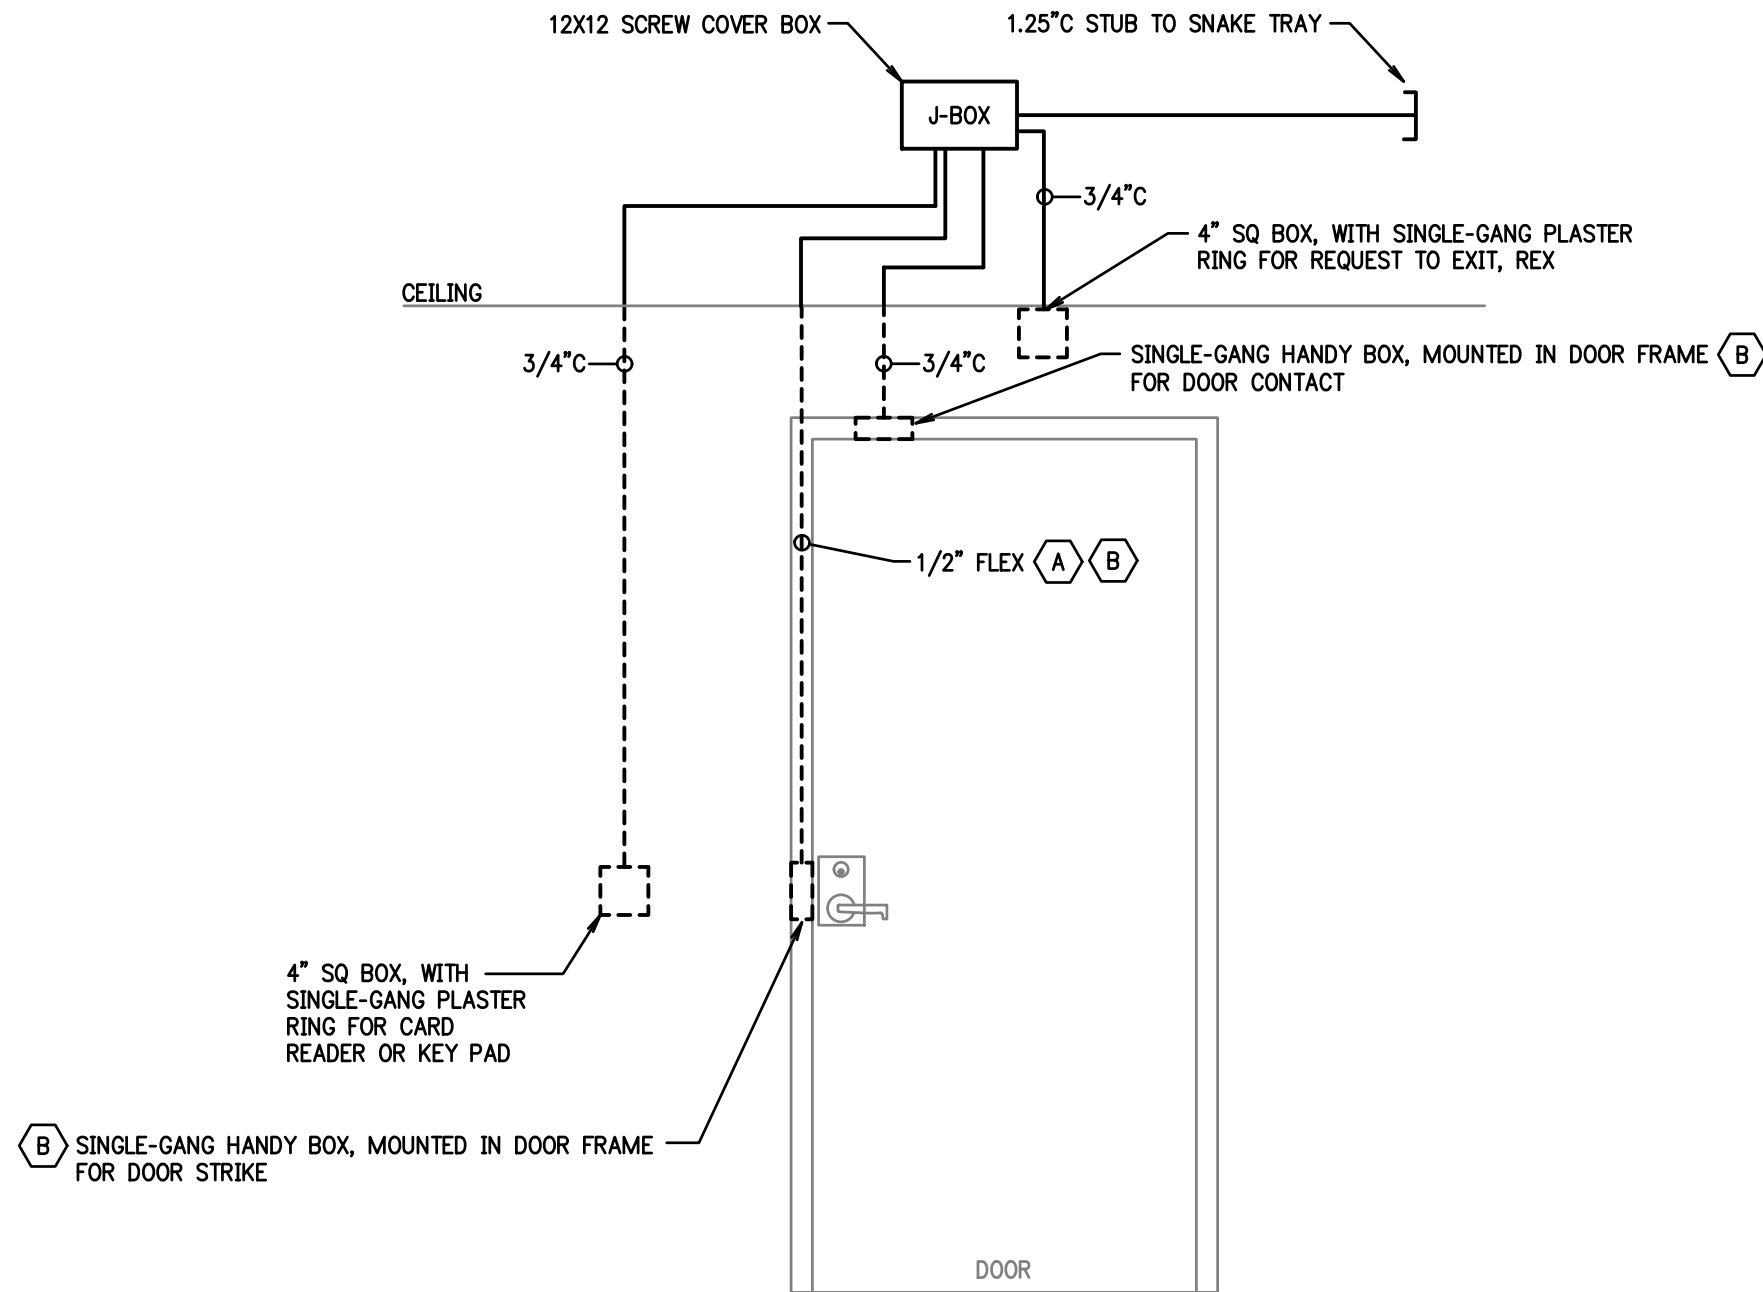 12X12 SCREW COVER BOX
1.25"C STUB TO SNAKE TRAY
J-BOX
3/4"C
4" SQ BOX, WITH SINGLE-GANG PLASTER
RING FOR REQUEST TO EXIT, REX
CEILING
3/4"C
3/4"C
SINGLE-GANG HANDY BOX, MOUNTED IN DOOR FRAME B
FOR DOOR CONTACT
1/2" FLEX A B
4" SQ BOX, WITH
SINGLE-GANG PLASTER
RING FOR CARD
READER OR KEY PAD
B SINGLE-GANG HANDY BOX, MOUNTED IN DOOR FRAME
FOR DOOR STRIKE
DOOR